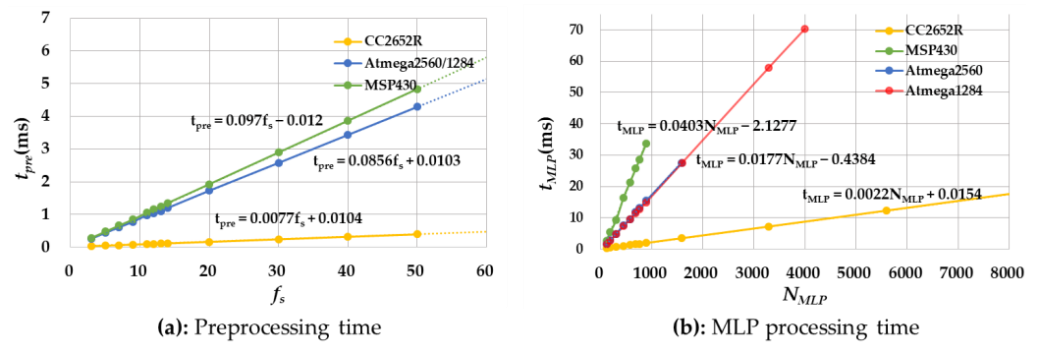 7
6
5
4
3
2
1
0
t_pre(ms)
CC2652R
Atmega2560/1284
MSP430
t_pre = 0.097f_s − 0.012
t_pre = 0.0856f_s + 0.0103
t_pre = 0.0077f_s + 0.0104
0 10 20 30 40 50 60
f_s
(a): Preprocessing time
70
60
50
40
30
20
10
0
t_MLP(ms)
CC2652R
MSP430
Atmega2560
Atmega1284
t_MLP = 0.0403N_MLP − 2.1277
t_MLP = 0.0177N_MLP − 0.4384
t_MLP = 0.0022N_MLP + 0.0154
0 1000 2000 3000 4000 5000 6000 7000 8000
N_MLP
(b): MLP processing time